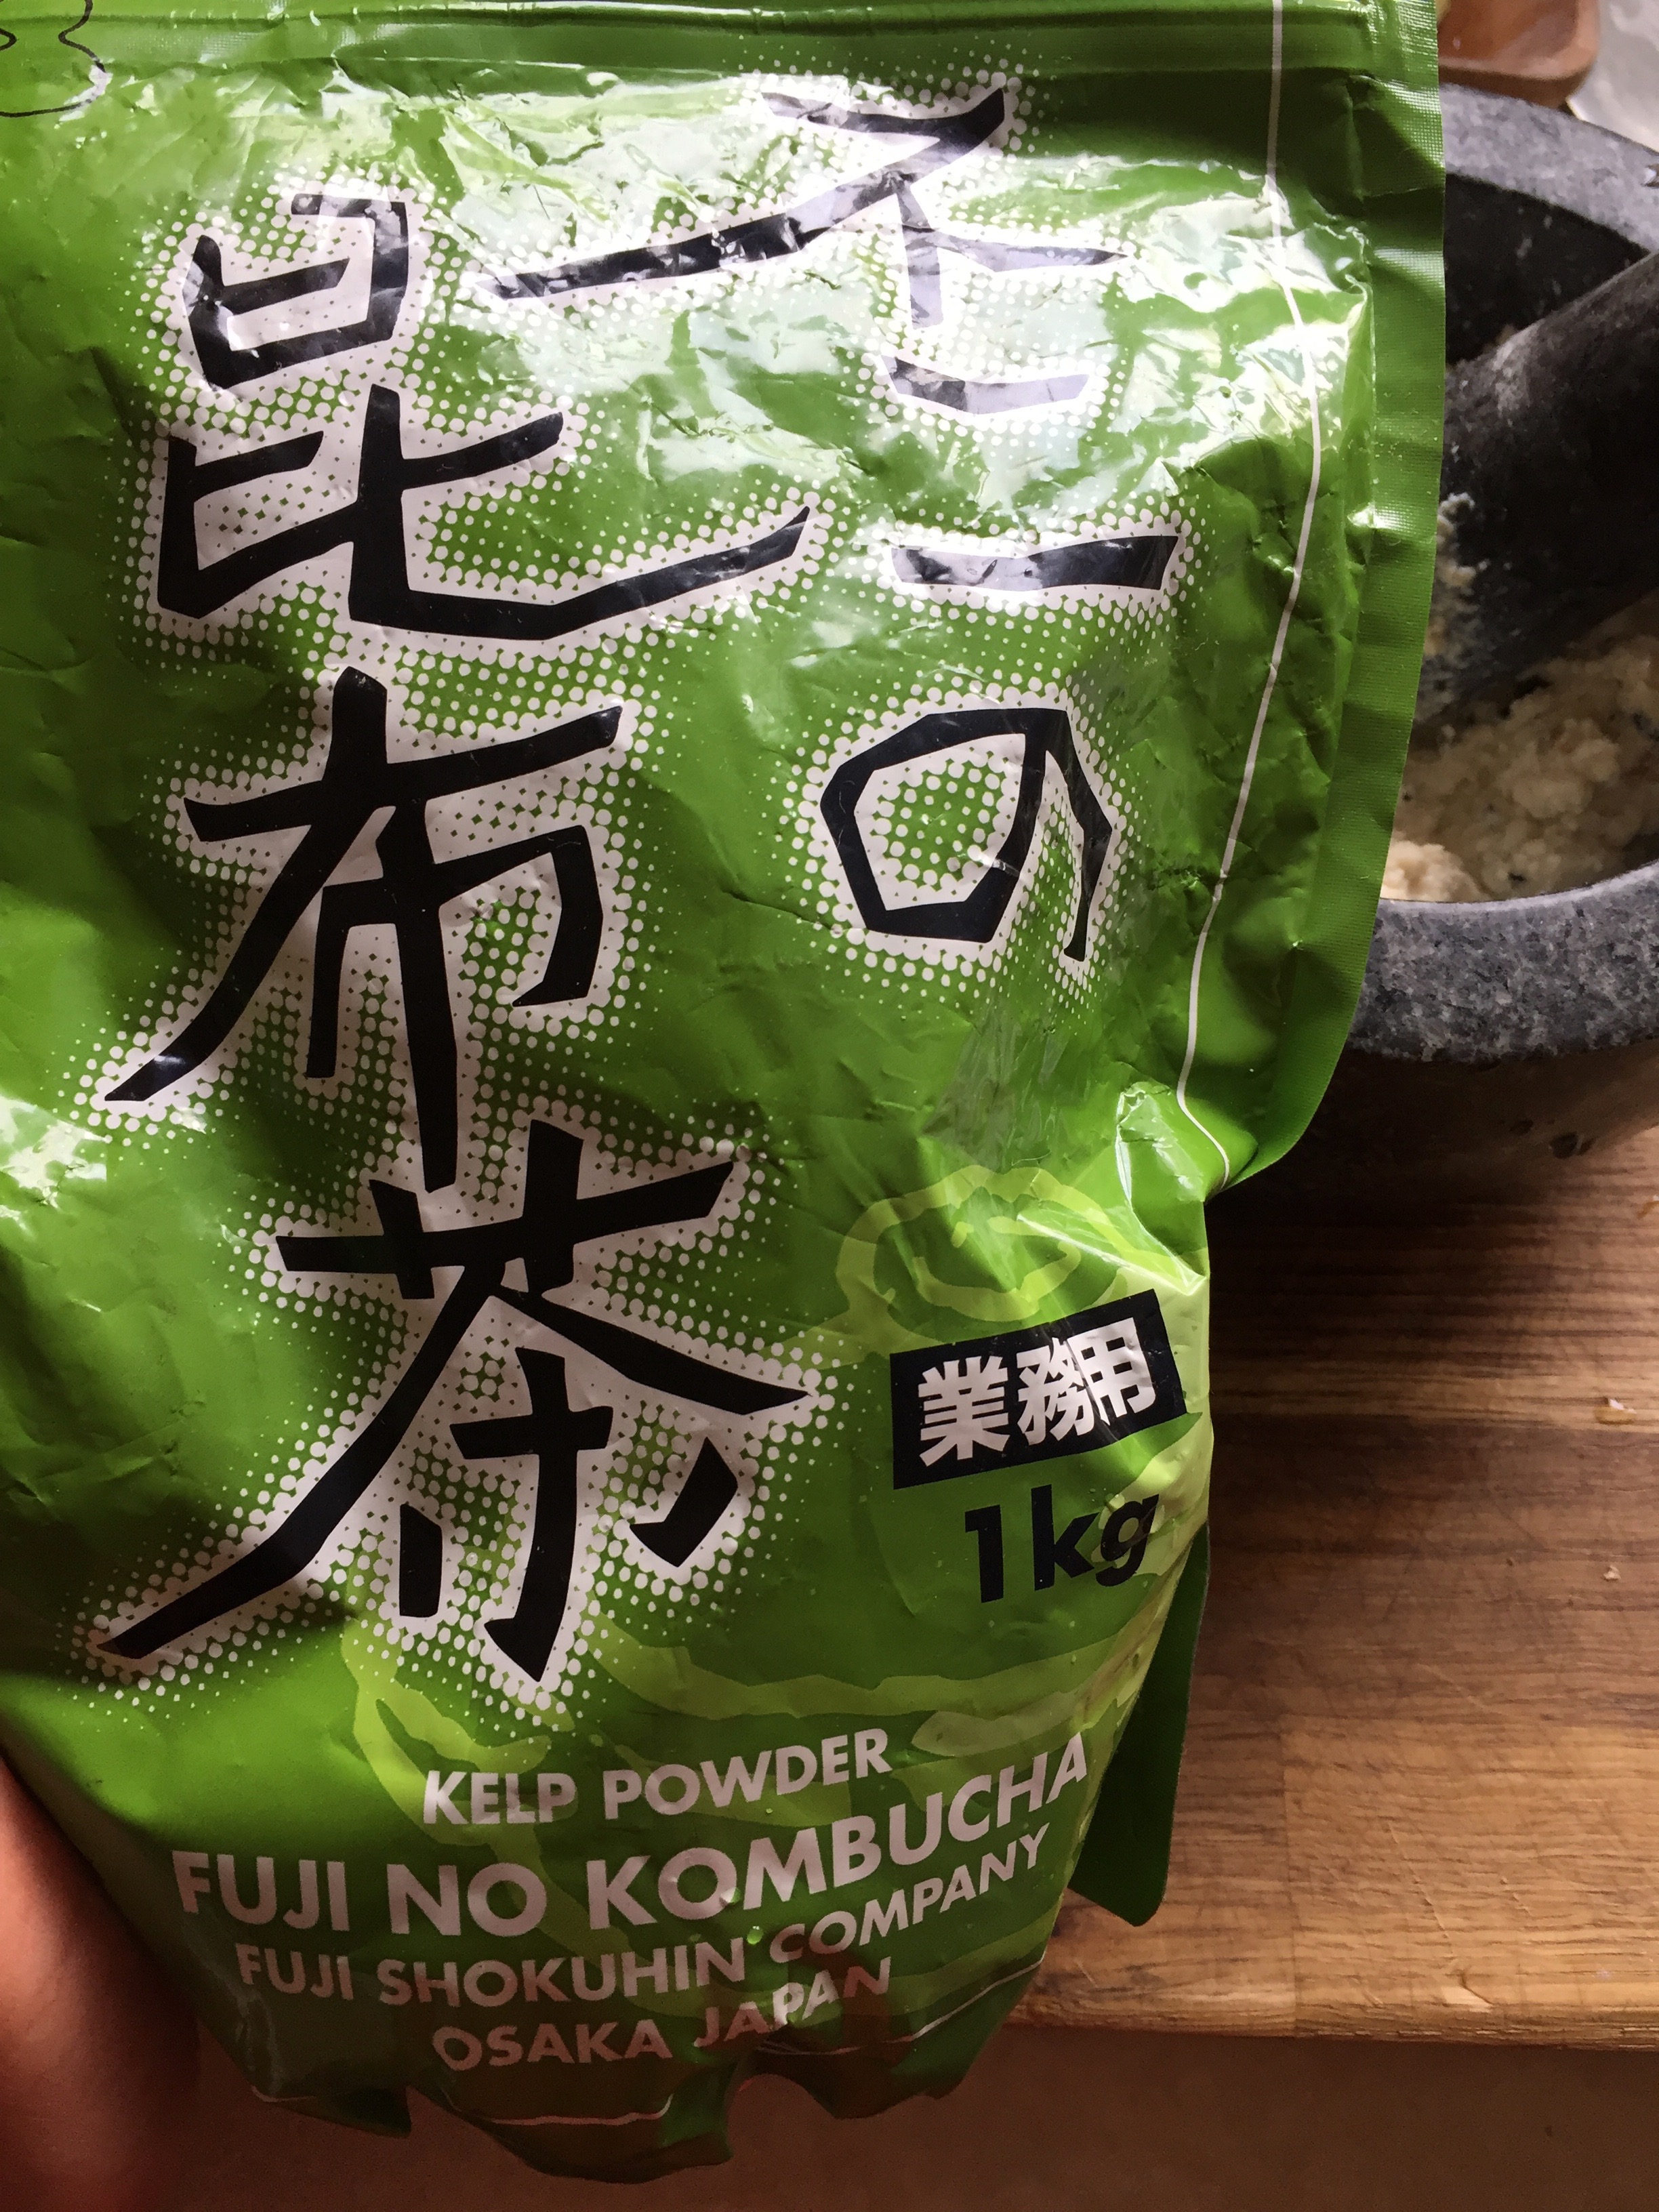 不二の
昆布茶
業務用
1kg
KELP POWDER
FUJI NO KOMBUCHA
FUJI SHOKUHIN COMPANY
OSAKA JAPAN